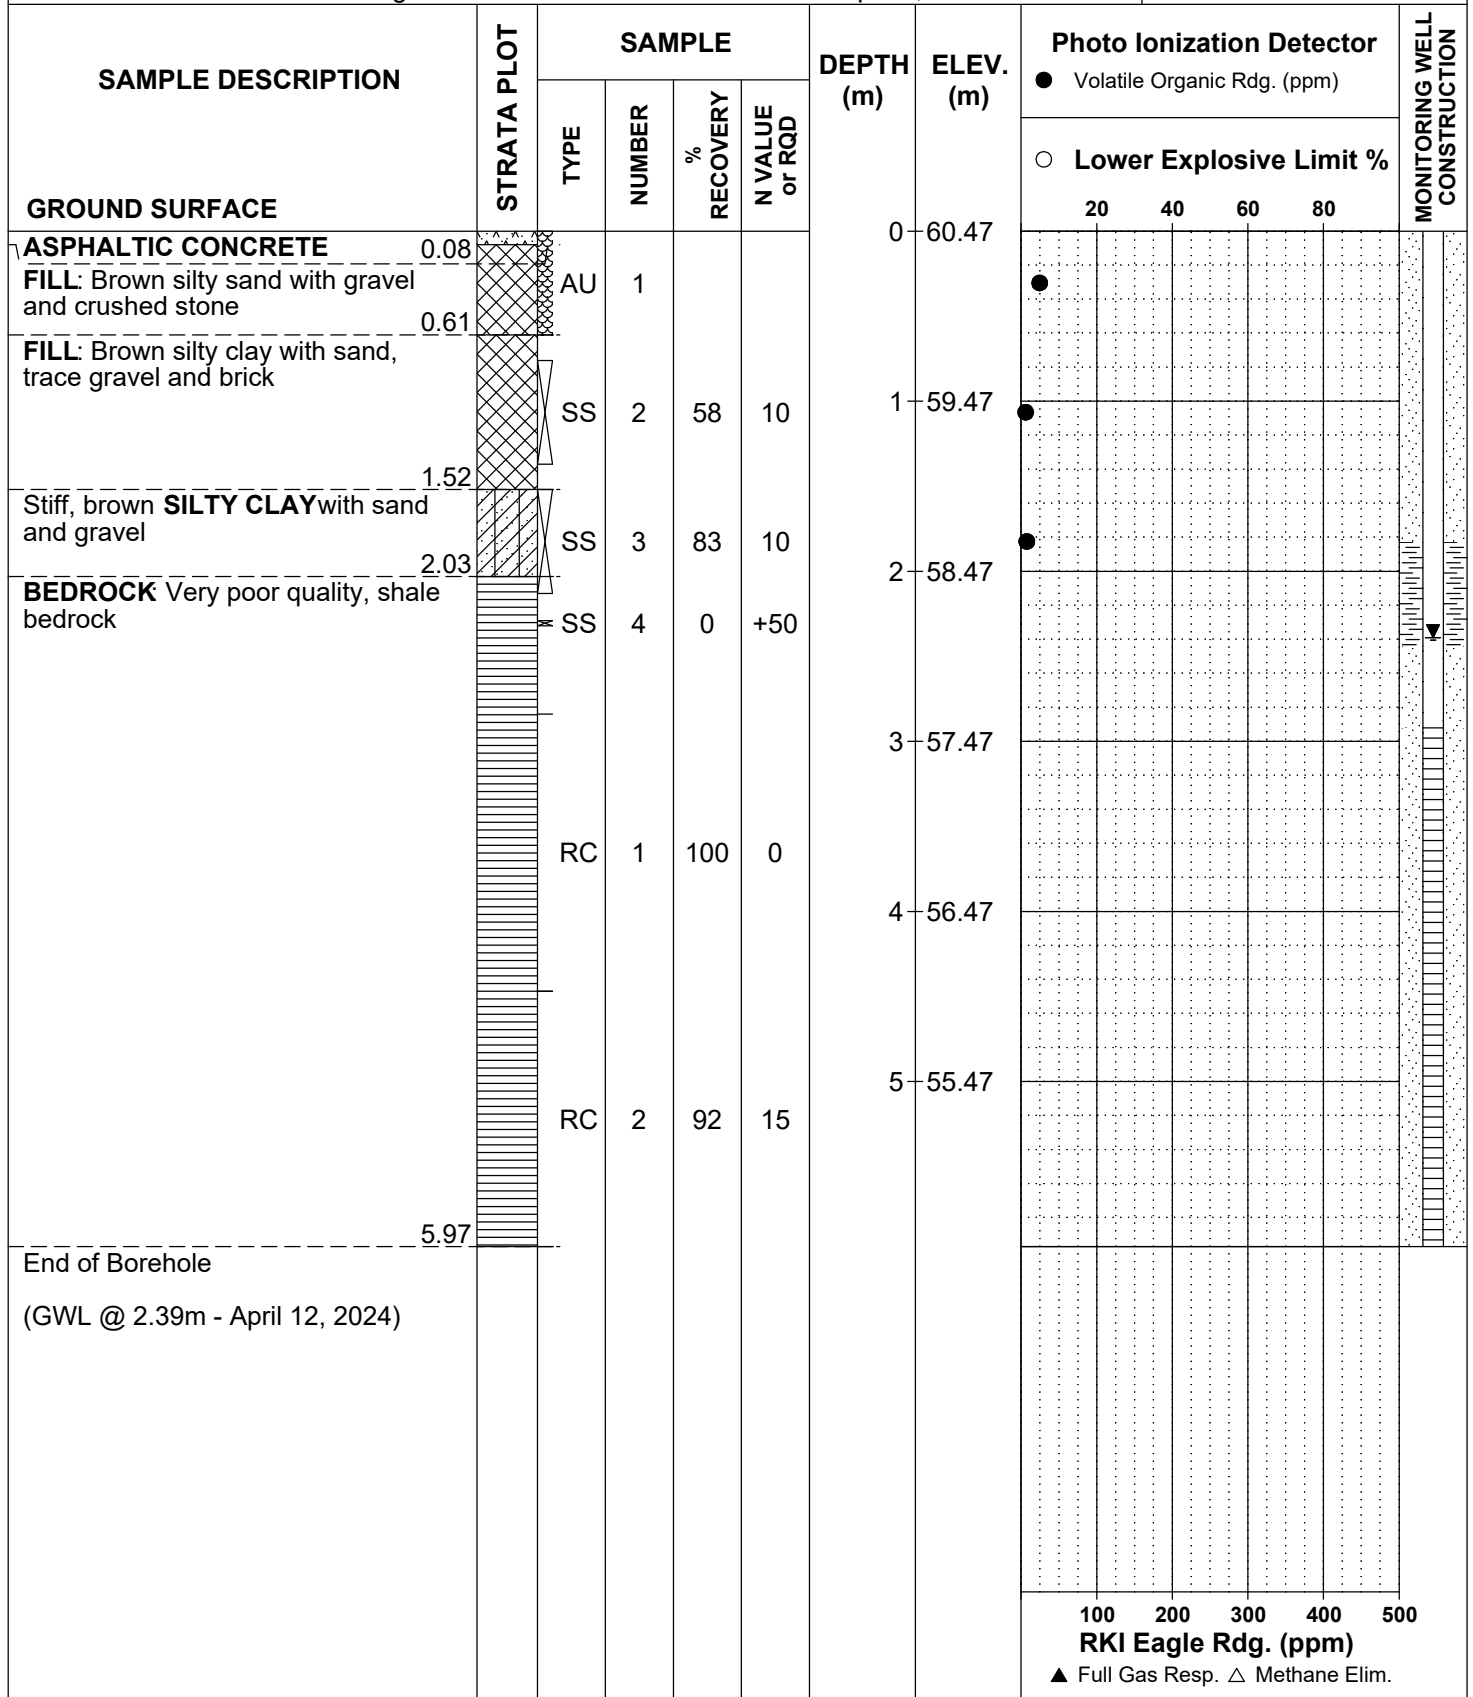 SAMPLE DESCRIPTION
STRATA PLOT
SAMPLE
TYPE
NUMBER
%
RECOVERY
N VALUE
or RQD
DEPTH
(m)
ELEV.
(m)
Photo Ionization Detector
● Volatile Organic Rdg. (ppm)
○ Lower Explosive Limit %
20 40 60 80
MONITORING WELL
CONSTRUCTION
GROUND SURFACE
0 60.47
ASPHALTIC CONCRETE 0.08
FILL: Brown silty sand with gravel
and crushed stone
0.61
AU 1
FILL: Brown silty clay with sand,
trace gravel and brick
1 59.47
SS 2 58 10
1.52
Stiff, brown SILTY CLAY with sand
and gravel
SS 3 83 10
2.03
2 58.47
BEDROCK: Very poor quality, shale
bedrock
SS 4 0 +50
3 57.47
RC 1 100 0
4 56.47
5 55.47
RC 2 92 15
5.97
End of Borehole
(GWL @ 2.39m - April 12, 2024)
100 200 300 400 500
RKI Eagle Rdg. (ppm)
▲ Full Gas Resp. △ Methane Elim.